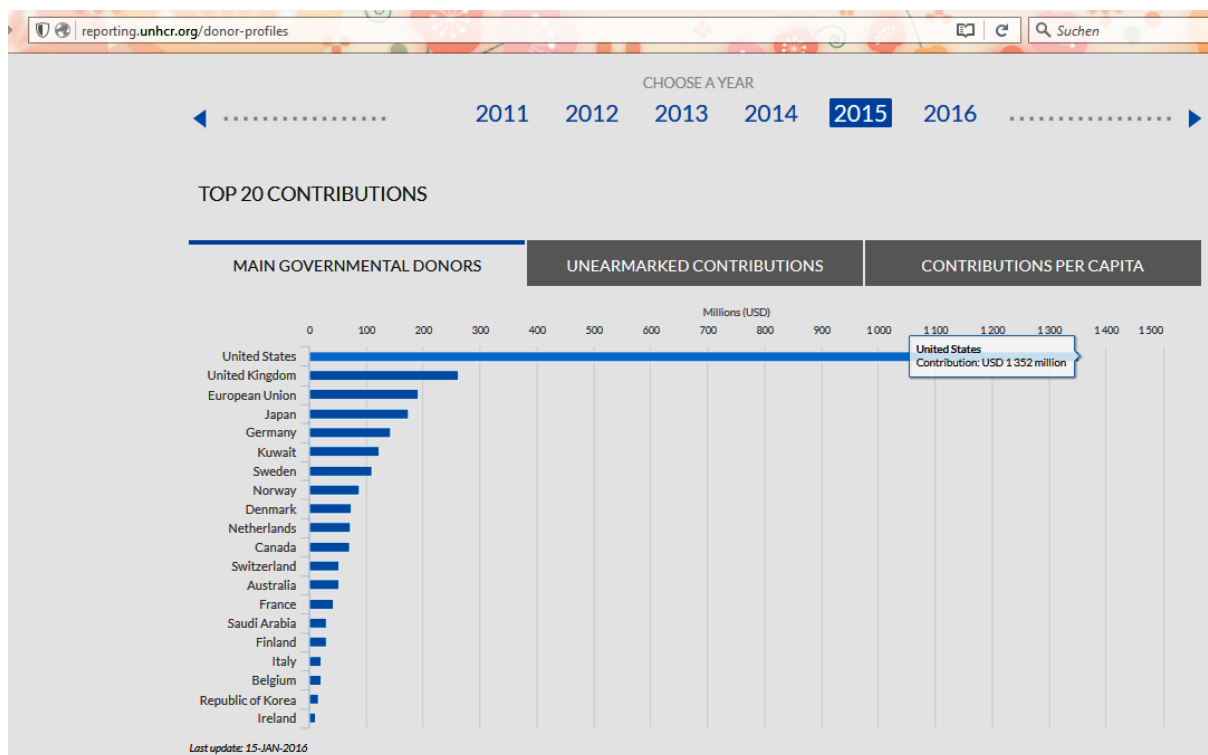 reporting.unhcr.org/donor-profiles Suchen
CHOOSE A YEAR
2011 2012 2013 2014 2015 2016
TOP 20 CONTRIBUTIONS
MAIN GOVERNMENTAL DONORS UNEARMARKED CONTRIBUTIONS CONTRIBUTIONS PER CAPITA
Millions (USD)
0 100 200 300 400 500 600 700 800 900 1 000 1 100 1 200 1 300 1 400 1 500
United States
United States
Contribution: USD 1 352 million
United Kingdom
European Union
Japan
Germany
Kuwait
Sweden
Norway
Denmark
Netherlands
Canada
Switzerland
Australia
France
Saudi Arabia
Finland
Italy
Belgium
Republic of Korea
Ireland
Last update: 15-JAN-2016